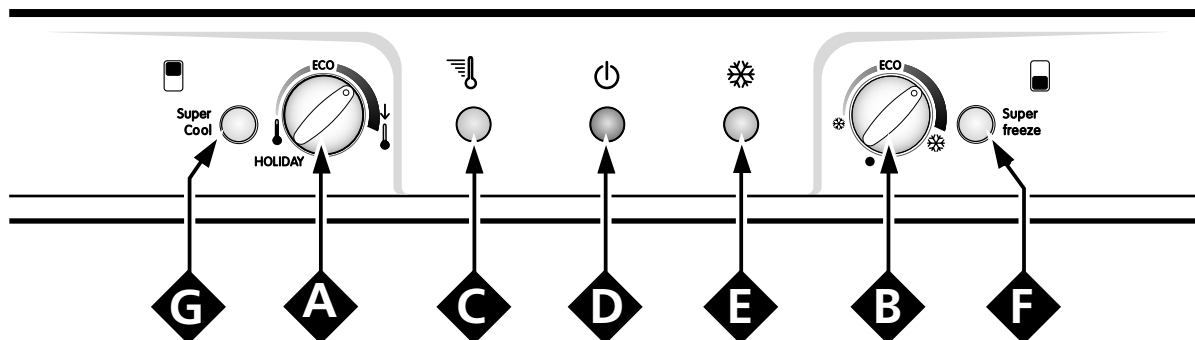 ECO
ECO
Super
Cool
Super
freeze
HOLIDAY
G
A
C
D
E
B
F